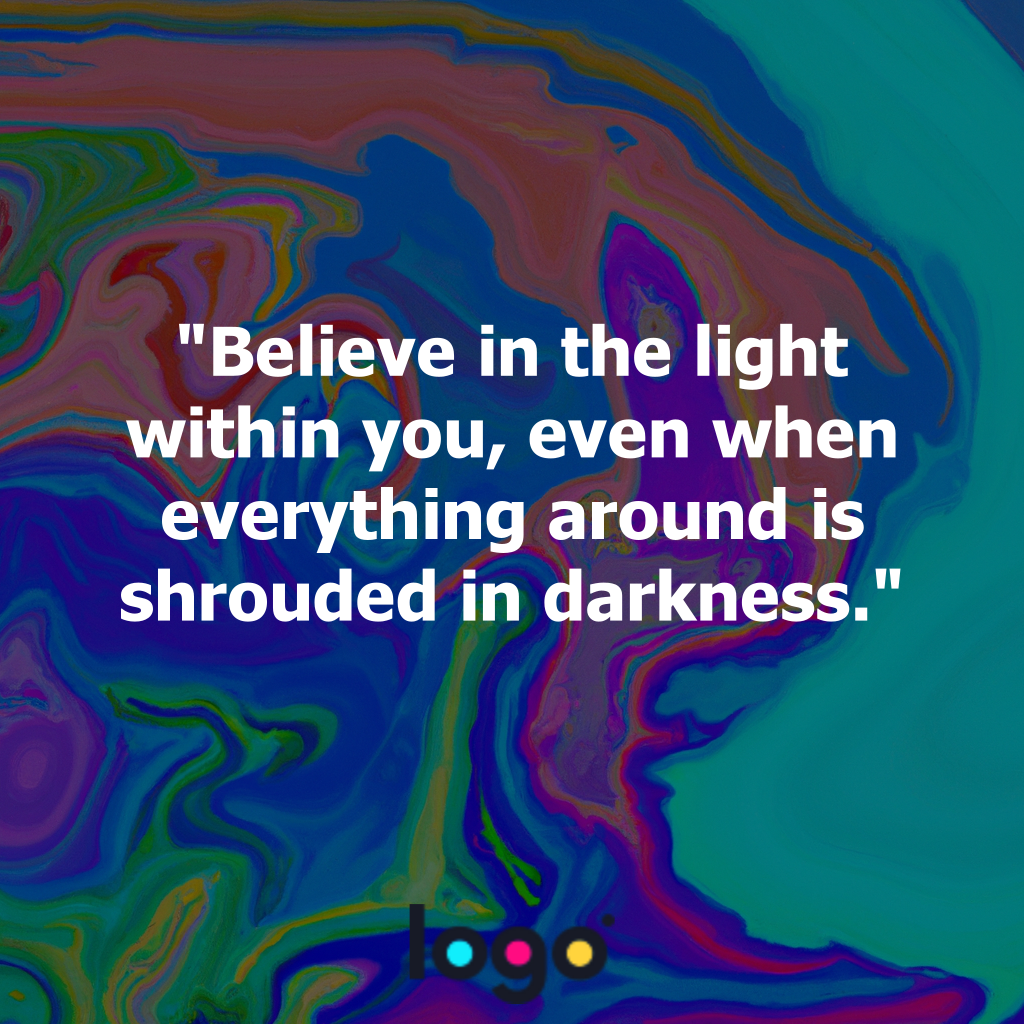 "Believe in the light
within you, even when
everything around is
shrouded in darkness."
logo